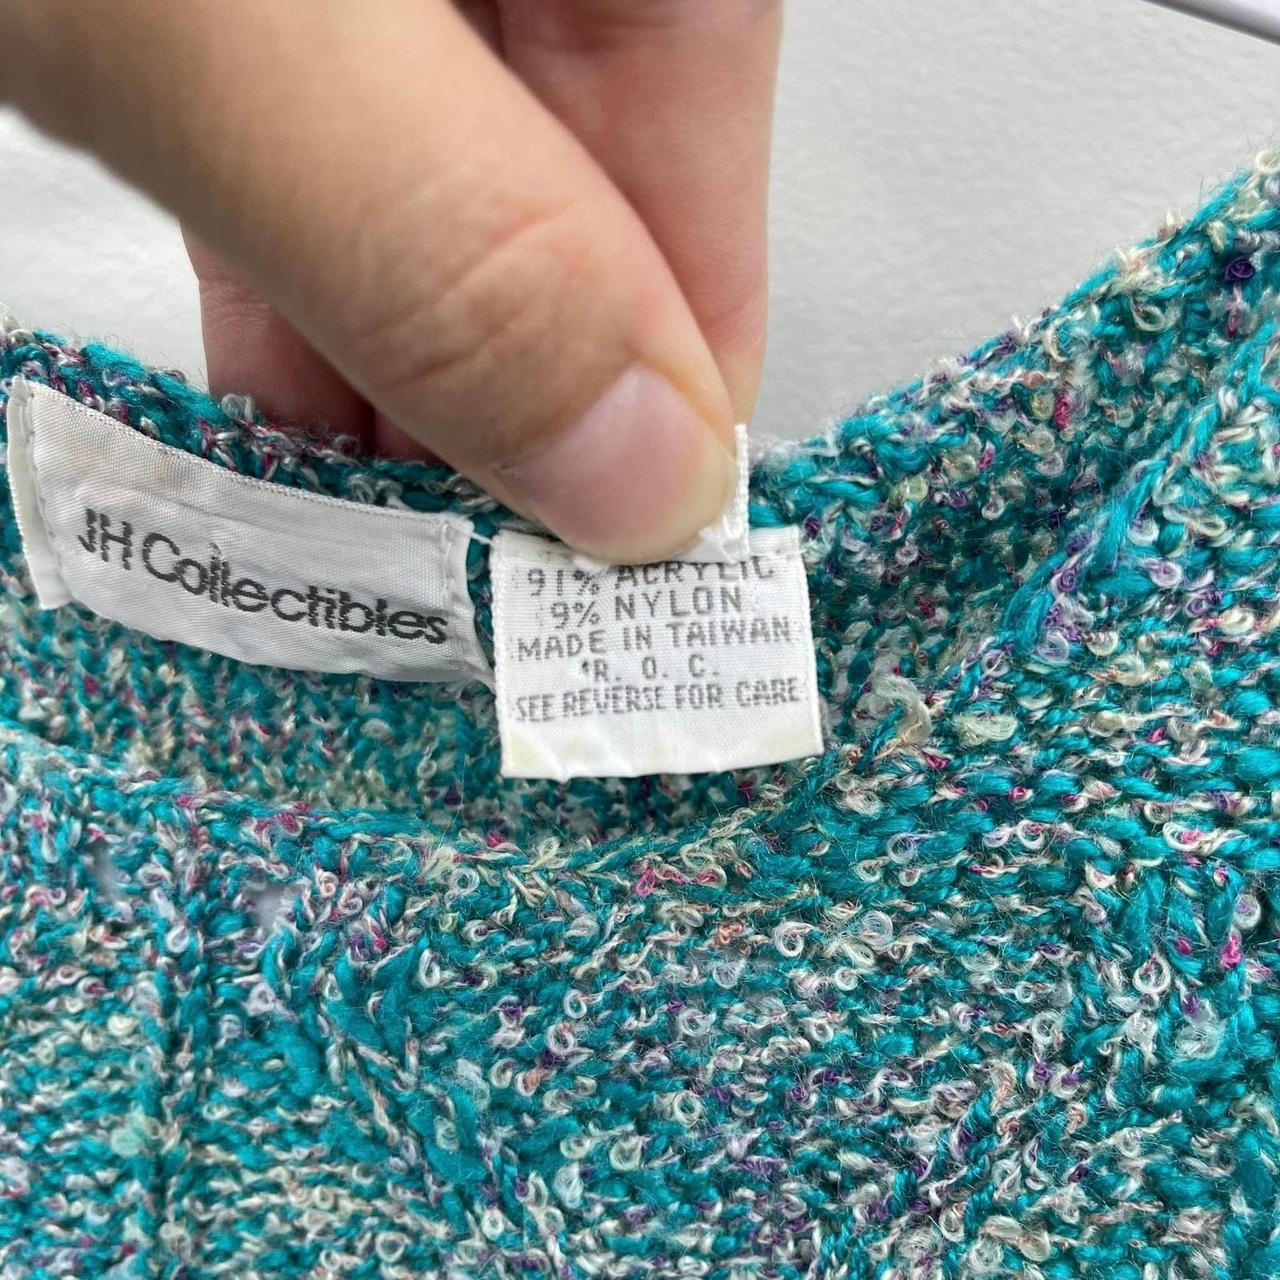 JH Collectibles
91% ACRYLIC
9% NYLON
MADE IN TAIWAN
R. O. C.
SEE REVERSE FOR CARE